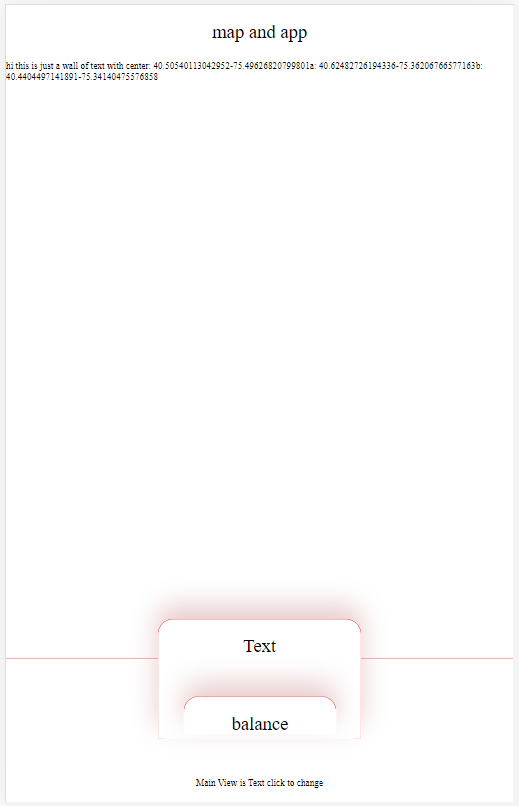 map and app
hi this is just a wall of text with center: 40.50540113042952-75.49626820799801a: 40.62482726194336-75.36206766577163b:
40.4404497141891-75.34140475576858
Text
balance
Main View is Text click to change